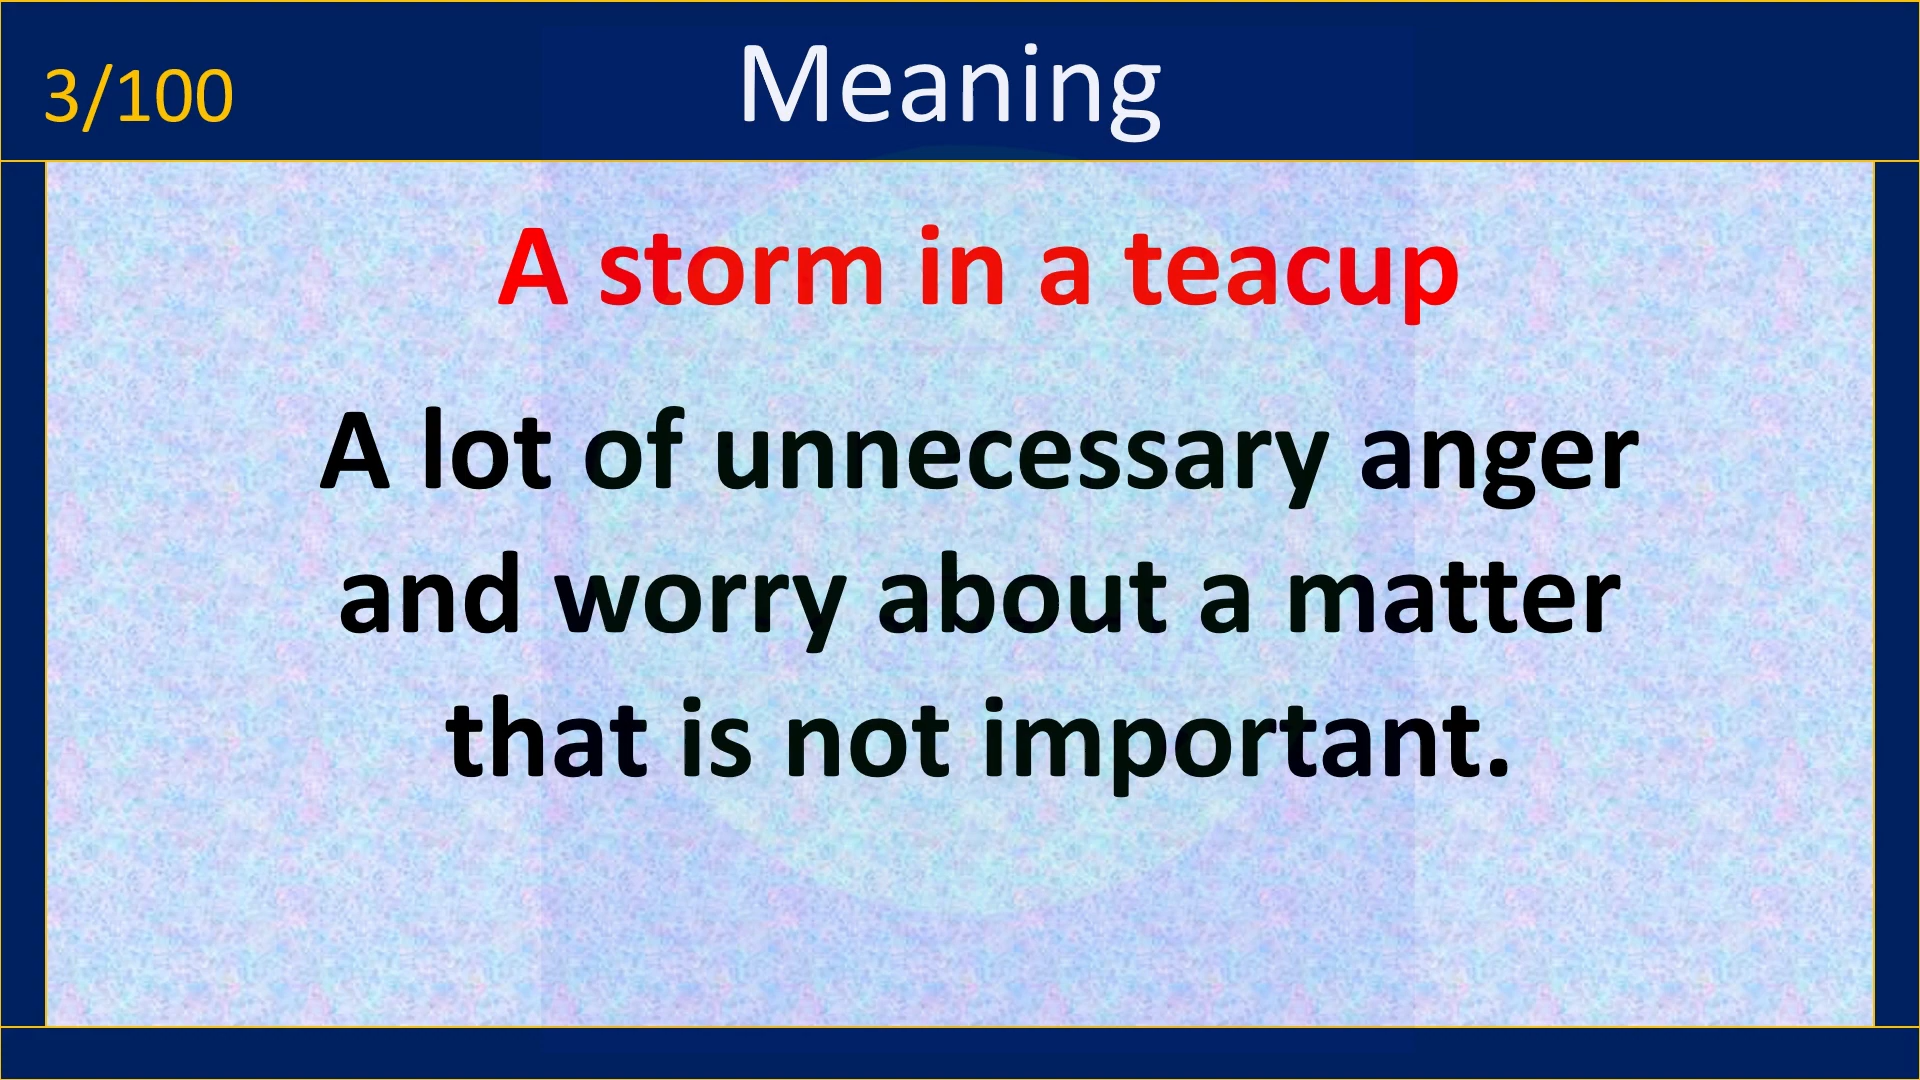 3/100
Meaning
A storm in a teacup
A lot of unnecessary anger
and worry about a matter
that is not important.